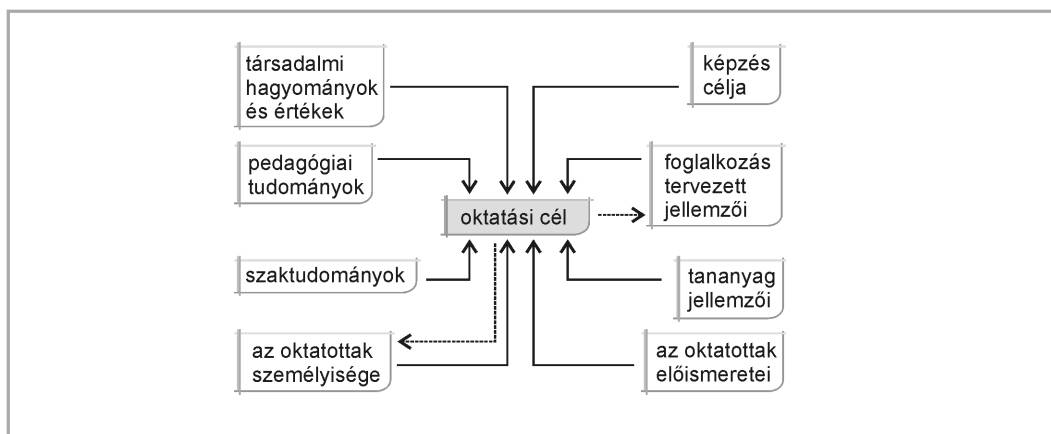 társadalmi
hagyományok
és értékek
képzés
célja
pedagógiai
tudományok
foglalkozás
tervezett
jellemzői
oktatási cél
szaktudományok
tananyag
jellemzői
az oktatottak
személyisége
az oktatottak
előismeretei